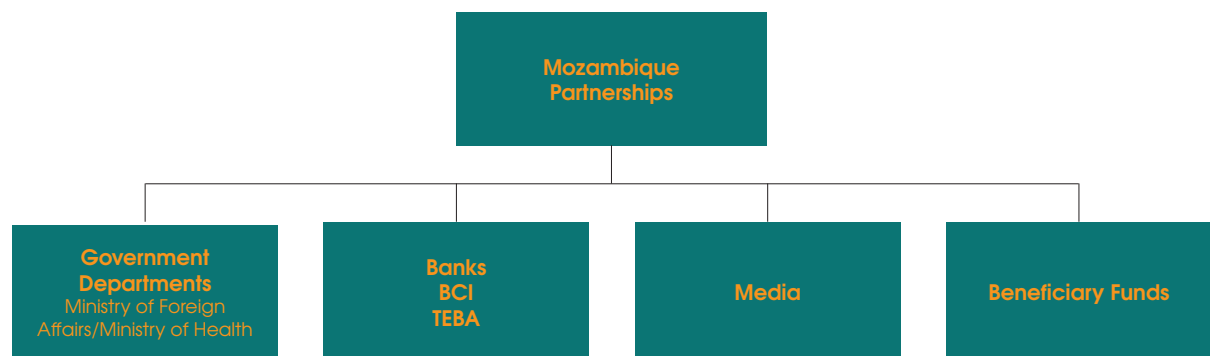 Mozambique
Partnerships
Government
Departments
Ministry of Foreign
Affairs/Ministry of Health
Banks
BCI
TEBA
Media
Beneficiary Funds